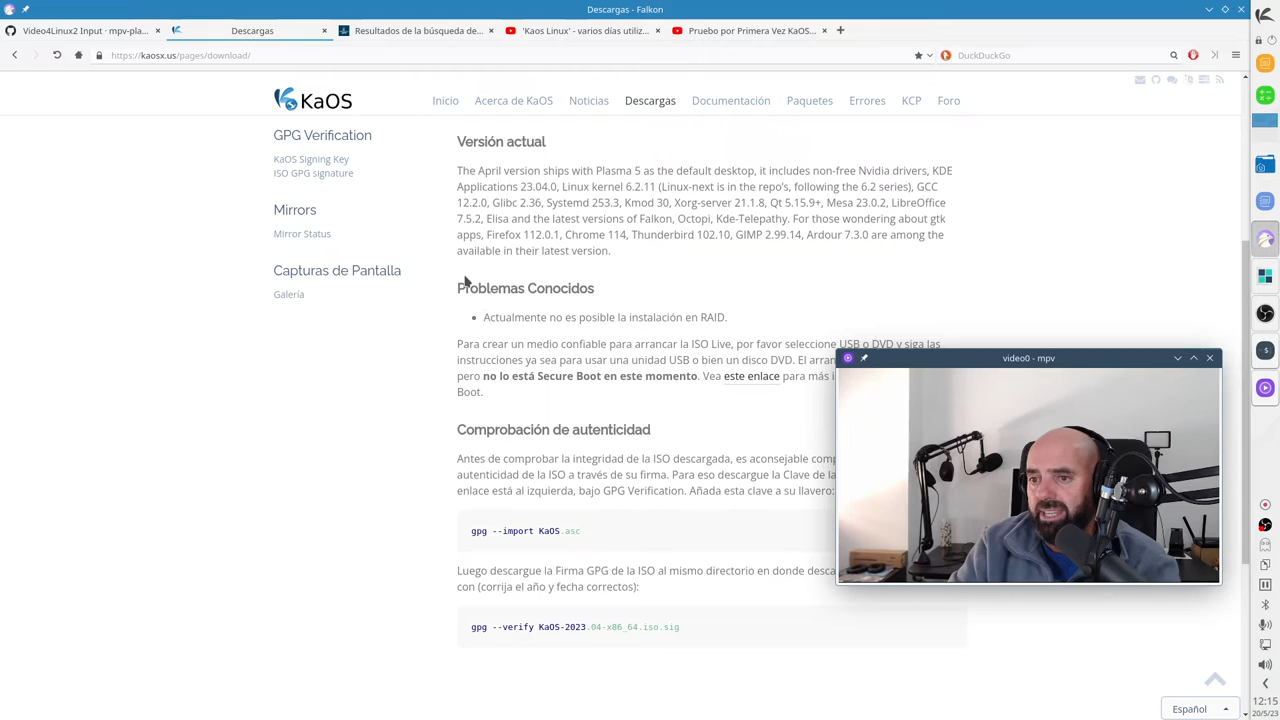 Descargas - Falkon
Video4Linux2 Input · mpv-pla...
Descargas
Resultados de la búsqueda de...
'Kaos Linux' - varios días utiliz...
Pruebo por Primera Vez KaOS...
https://kaosx.us/pages/download/
DuckDuckGo
KaOS
Inicio
Acerca de KaOS
Noticias
Descargas
Documentación
Paquetes
Errores
KCP
Foro
GPG Verification
KaOS Signing Key
ISO GPG signature
Mirrors
Mirror Status
Capturas de Pantalla
Galería
Versión actual
The April version ships with Plasma 5 as the default desktop, it includes non-free Nvidia drivers, KDE
Applications 23.04.0, Linux kernel 6.2.11 (Linux-next is in the repo's, following the 6.2 series), GCC
12.2.0, Glibc 2.36, Systemd 253.3, Kmod 30, Xorg-server 21.1.8, Qt 5.15.9+, Mesa 23.0.2, LibreOffice
7.5.2, Elisa and the latest versions of Falkon, Octopi, Kde-Telepathy. For those wondering about gtk
apps, Firefox 112.0.1, Chrome 114, Thunderbird 102.10, GIMP 2.99.14, Ardour 7.3.0 are among the
available in their latest version.
Problemas Conocidos
• Actualmente no es posible la instalación en RAID.
Para crear un medio confiable para arrancar la ISO Live, por favor seleccione USB o DVD y siga las
instrucciones ya sea para usar una unidad USB o bien un disco DVD. El arran
pero no lo está Secure Boot en este momento. Vea este enlace para más i
Boot.
Comprobación de autenticidad
Antes de comprobar la integridad de la ISO descargada, es aconsejable comp
autenticidad de la ISO a través de su firma. Para eso descargue la Clave de la
enlace está al izquierda, bajo GPG Verification. Añada esta clave a su llavero:
gpg --import KaOS.asc
Luego descargue la Firma GPG de la ISO al mismo directorio en donde desca
con (corrija el año y fecha correctos):
gpg --verify KaOS-2023.04-x86_64.iso.sig
video0 - mpv
Español
12:15
20/5/23